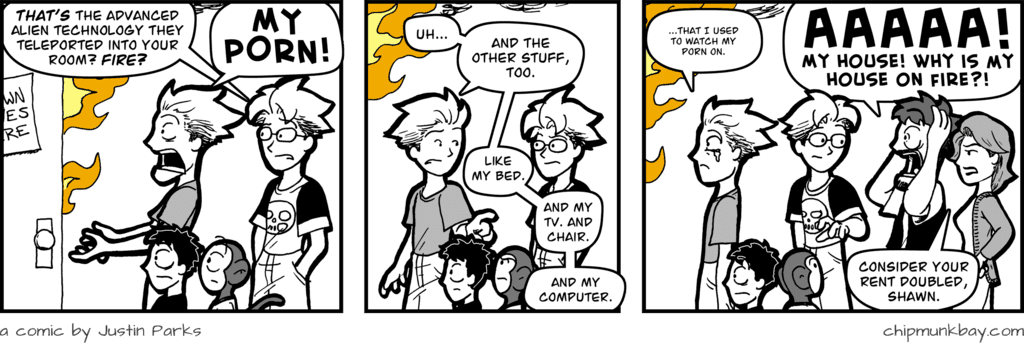 THAT'S THE ADVANCED
ALIEN TECHNOLOGY THEY
TELEPORTED INTO YOUR
ROOM? FIRE?
MY
PORN!
WN
ES
RE
UH...
AND THE
OTHER STUFF,
TOO.
LIKE
MY BED.
AND MY
TV. AND
CHAIR.
AND MY
COMPUTER.
...THAT I USED
TO WATCH MY
PORN ON.
AAAAA!
MY HOUSE! WHY IS MY
HOUSE ON FIRE?!
CONSIDER YOUR
RENT DOUBLED,
SHAWN.
a comic by Justin Parks
chipmunkbay.com